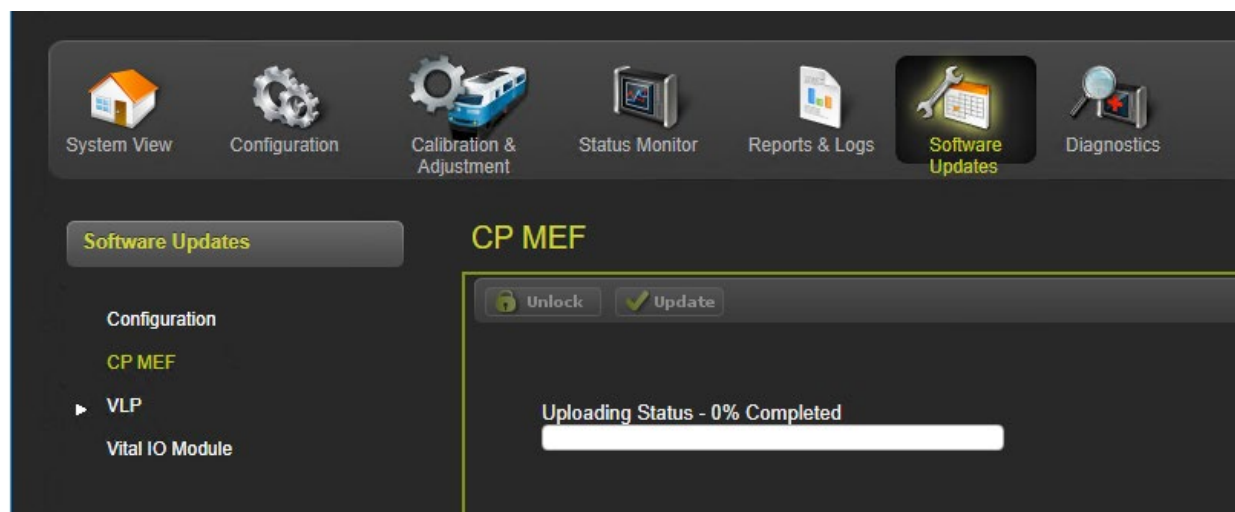 System View
Configuration
Calibration &
Adjustment
Status Monitor
Reports & Logs
Software
Updates
Diagnostics
Software Updates
Configuration
CP MEF
VLP
Vital IO Module
CP MEF
Unlock
Update
Uploading Status - 0% Completed